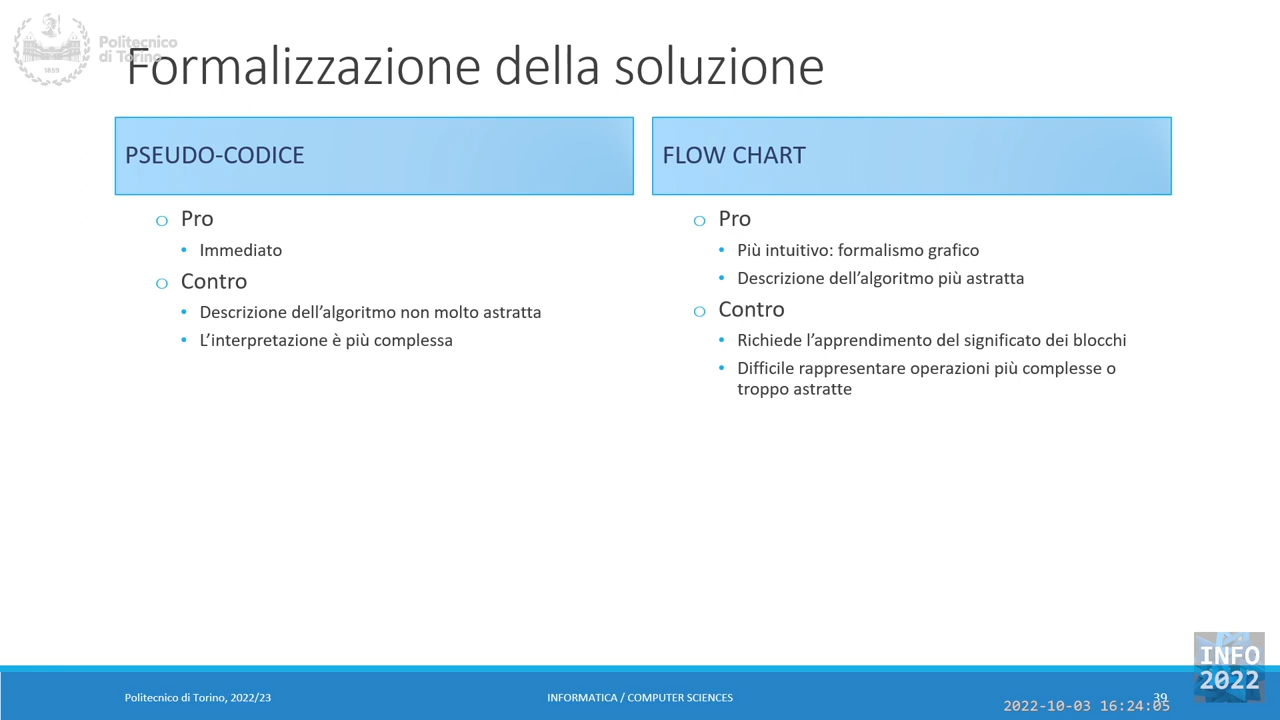 Politecnico
di Torino
1859
Formalizzazione della soluzione
PSEUDO-CODICE
Pro
Immediato
Contro
Descrizione dell'algoritmo non molto astratta
L'interpretazione è più complessa
FLOW CHART
Pro
Più intuitivo: formalismo grafico
Descrizione dell'algoritmo più astratta
Contro
Richiede l'apprendimento del significato dei blocchi
Difficile rappresentare operazioni più complesse o
troppo astratte
Politecnico di Torino, 2022/23
INFORMATICA / COMPUTER SCIENCES
39
2022-10-03 16:24:05
INFO
2022